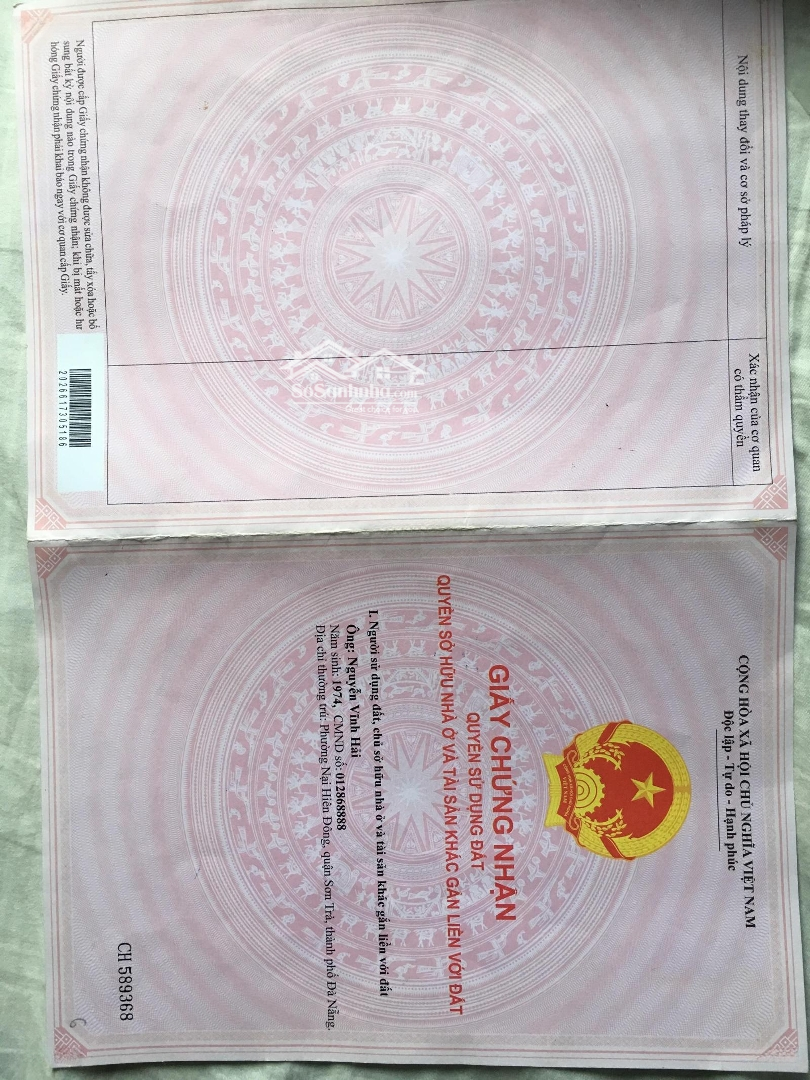 CỘNG HÒA XÃ HỘI CHỦ NGHĨA VIỆT NAM
Độc lập - Tự do - Hạnh phúc
GIẤY CHỨNG NHẬN
QUYỀN SỬ DỤNG ĐẤT
QUYỀN SỞ HỮU NHÀ Ở VÀ TÀI SẢN KHÁC GẮN LIỀN VỚI ĐẤT
I. Người sử dụng đất, chủ sở hữu nhà ở và tài sản khác gắn liền với đất
Ông: Nguyễn Vĩnh Hải
Năm sinh: 1974, CMND số: 012868888
Địa chỉ thường trú: Phường Nại Hiên Đông, quận Sơn Trà, thành phố Đà Nẵng.
CH 589368
6
Nội dung thay đổi và cơ sở pháp lý
Xác nhận của cơ quan
có thẩm quyền
SoSanhnha.com
Người được cấp Giấy chứng nhận không được sửa chữa, tẩy xóa hoặc bổ
sung bất kỳ nội dung nào trong Giấy chứng nhận; khi bị mất hoặc hư
hỏng Giấy chứng nhận phải khai báo ngay với cơ quan cấp Giấy.
2026617305186